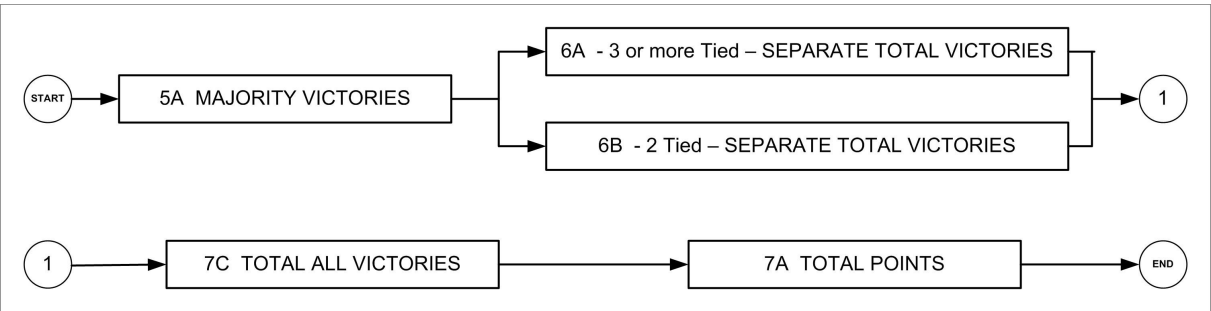 START
5A MAJORITY VICTORIES
6A - 3 or more Tied – SEPARATE TOTAL VICTORIES
6B - 2 Tied – SEPARATE TOTAL VICTORIES
1
1
7C TOTAL ALL VICTORIES
7A TOTAL POINTS
END